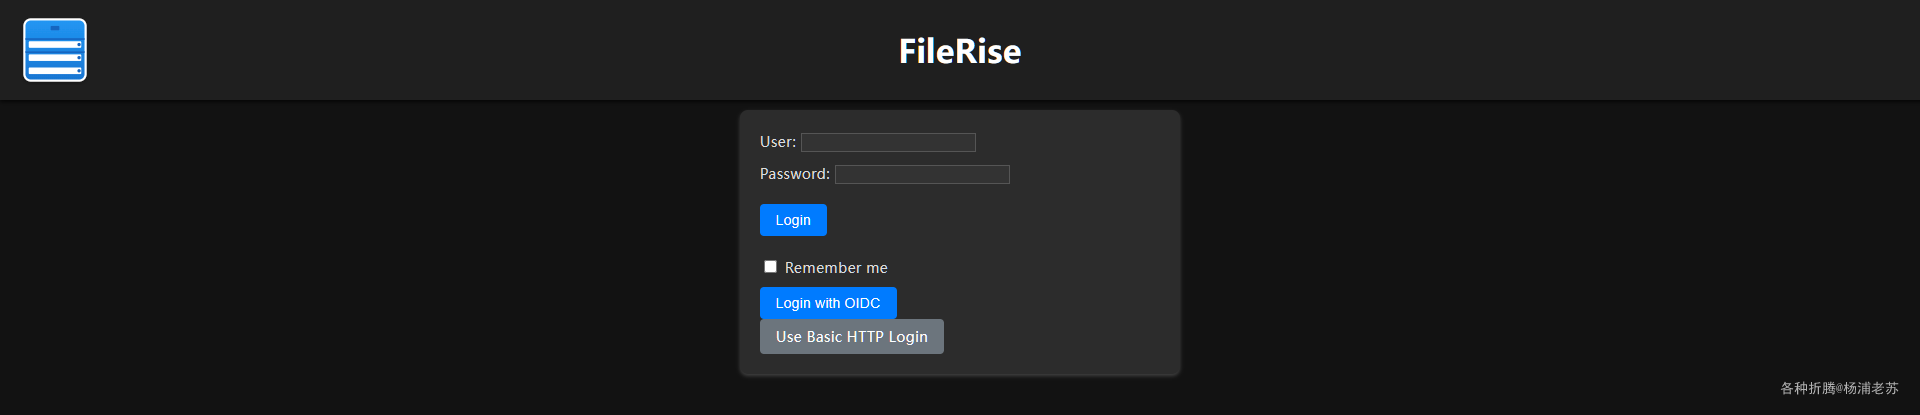 FileRise
User:
Password:
Login
Remember me
Login with OIDC
Use Basic HTTP Login
各种折腾@杨浦老苏